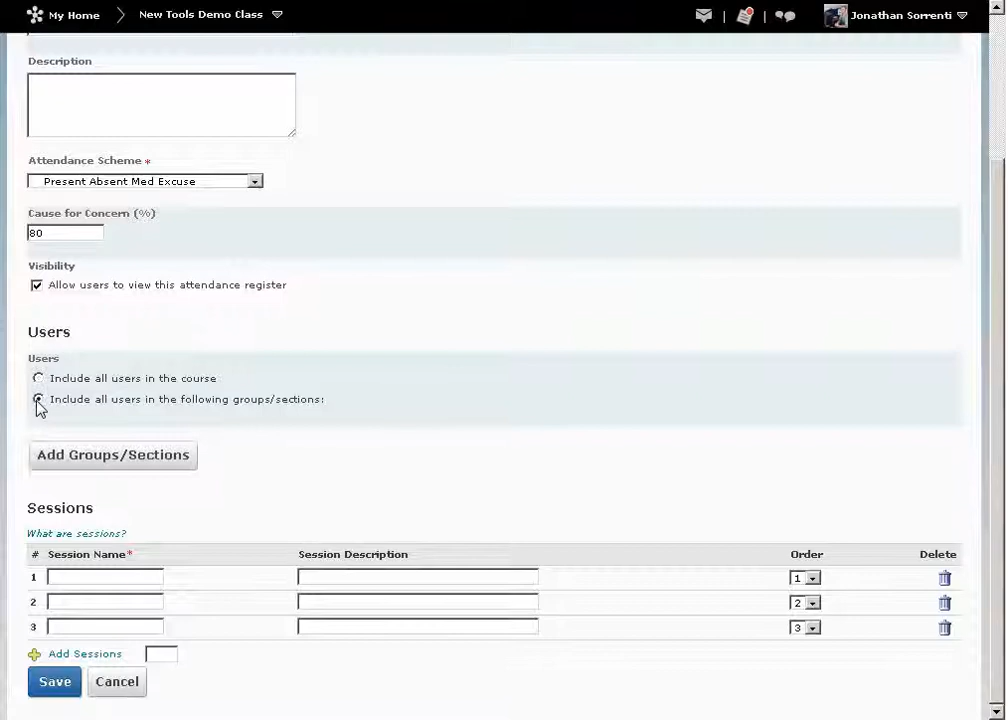 My Home New Tools Demo Class Jonathan Sorrenti
Description
Attendance Scheme *
Present Absent Med Excuse
Cause for Concern (%)
80
Visibility
Allow users to view this attendance register
Users
Users
Include all users in the course
Include all users in the following groups/sections:
Add Groups/Sections
Sessions
What are sessions?
# Session Name* Session Description Order Delete
1 1
2 2
3 3
Add Sessions
Save Cancel